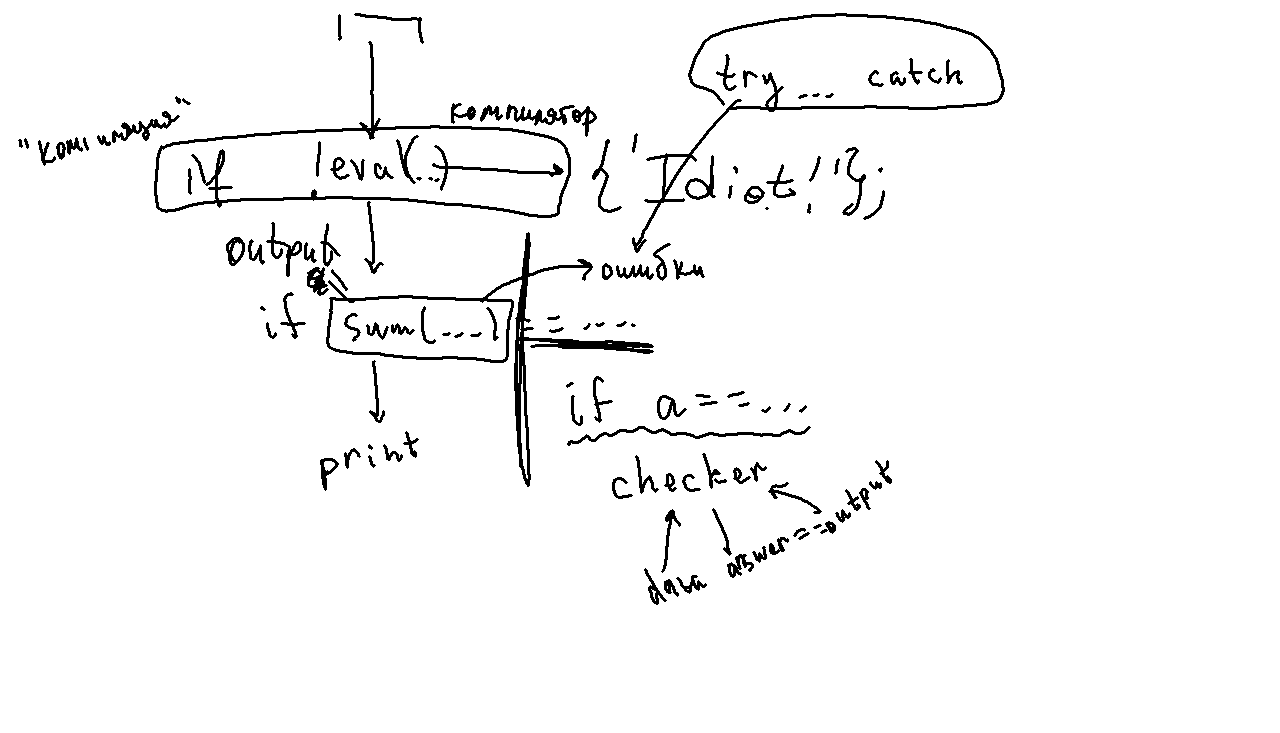 try ... catch
компилятор
"Компиляция"
if !eval(...) {'Idiot!'};
output
ошибки
if sum(...) == ....
if a == ...
print
checker
data answer == output